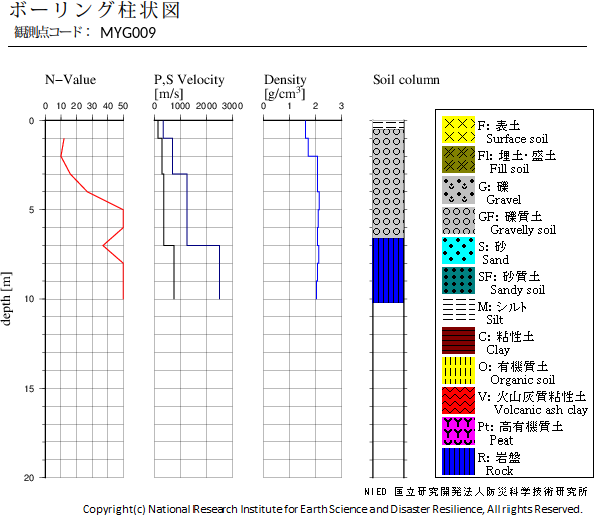 ボーリング柱状図
観測点コード： MYG009
N-Value P,S Velocity Density Soil column
[m/s] [g/cm³]
0 10 20 30 40 50 0 1000 2000 3000 0 1 2 3
0
5
10
15
20
depth [m]
F: 表土
Surface soil
Fl: 埋土・盛土
Fill soil
G: 礫
Gravel
GF: 礫質土
Gravelly soil
S: 砂
Sand
SF: 砂質土
Sandy soil
M: シルト
Silt
C: 粘性土
Clay
O: 有機質土
Organic soil
V: 火山灰質粘性土
Volcanic ash clay
Pt: 高有機質土
Peat
R: 岩盤
Rock
NIED 国立研究開発法人防災科学技術研究所
Copyright(c) National Research Institute for Earth Science and Disaster Resilience, All rights Reserved.